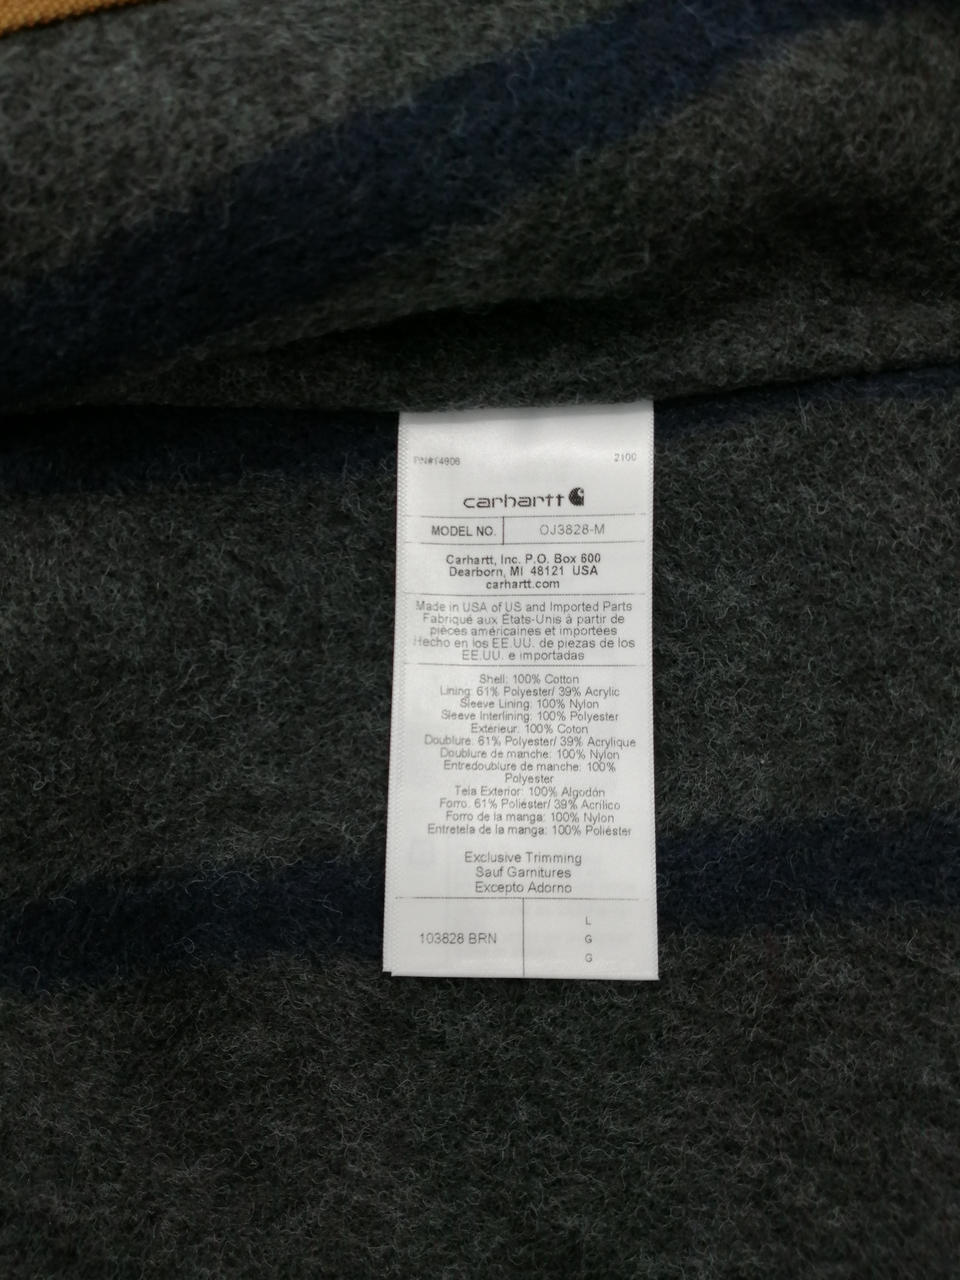 PN#14906 2100
carhartt
MODEL NO. OJ3828-M
Carhartt, Inc. P.O. Box 600
Dearborn, MI 48121 USA
carhartt.com
Made in USA of US and Imported Parts
Fabriqué aux États-Unis à partir de
pièces américaines et importées
Hecho en los EE.UU. de piezas de los
EE.UU. e importadas
Shell: 100% Cotton
Lining: 61% Polyester/ 39% Acrylic
Sleeve Lining: 100% Nylon
Sleeve Interlining: 100% Polyester
Extérieur: 100% Coton
Doublure: 61% Polyester/ 39% Acrylique
Doublure de manche: 100% Nylon
Entredoublure de manche: 100%
Polyester
Tela Exterior: 100% Algodón
Forro: 61% Poliéster/ 39% Acrílico
Forro de la manga: 100% Nylon
Entretela de la manga: 100% Poliéster
Exclusive Trimming
Sauf Garnitures
Excepto Adorno
103828 BRN
L
G
G